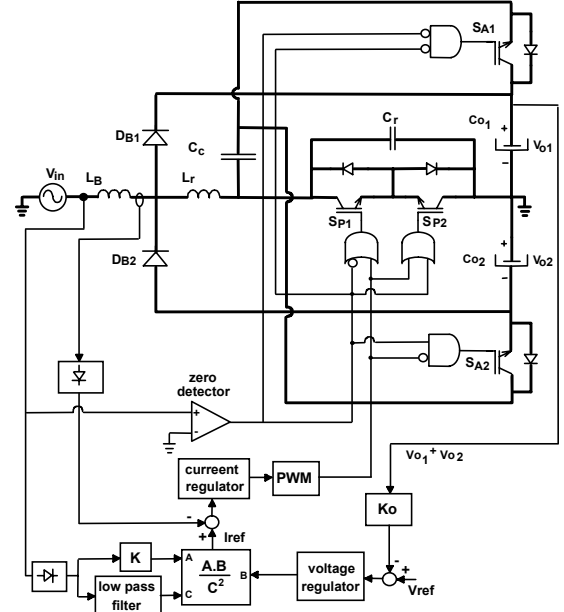 SA1
Cr
Co1
+
Vo1
-
DB1
Cc
Vin
LB
Lr
SP1
SP2
DB2
+
Co2
Vo2
-
SA2
zero
detector
+
-
curreent
regulator
PWM
Vo1 + Vo2
Ko
-
+
Iref
K
A
A.B
C2
B
voltage
regulator
-
+
Vref
low pass
filter
C